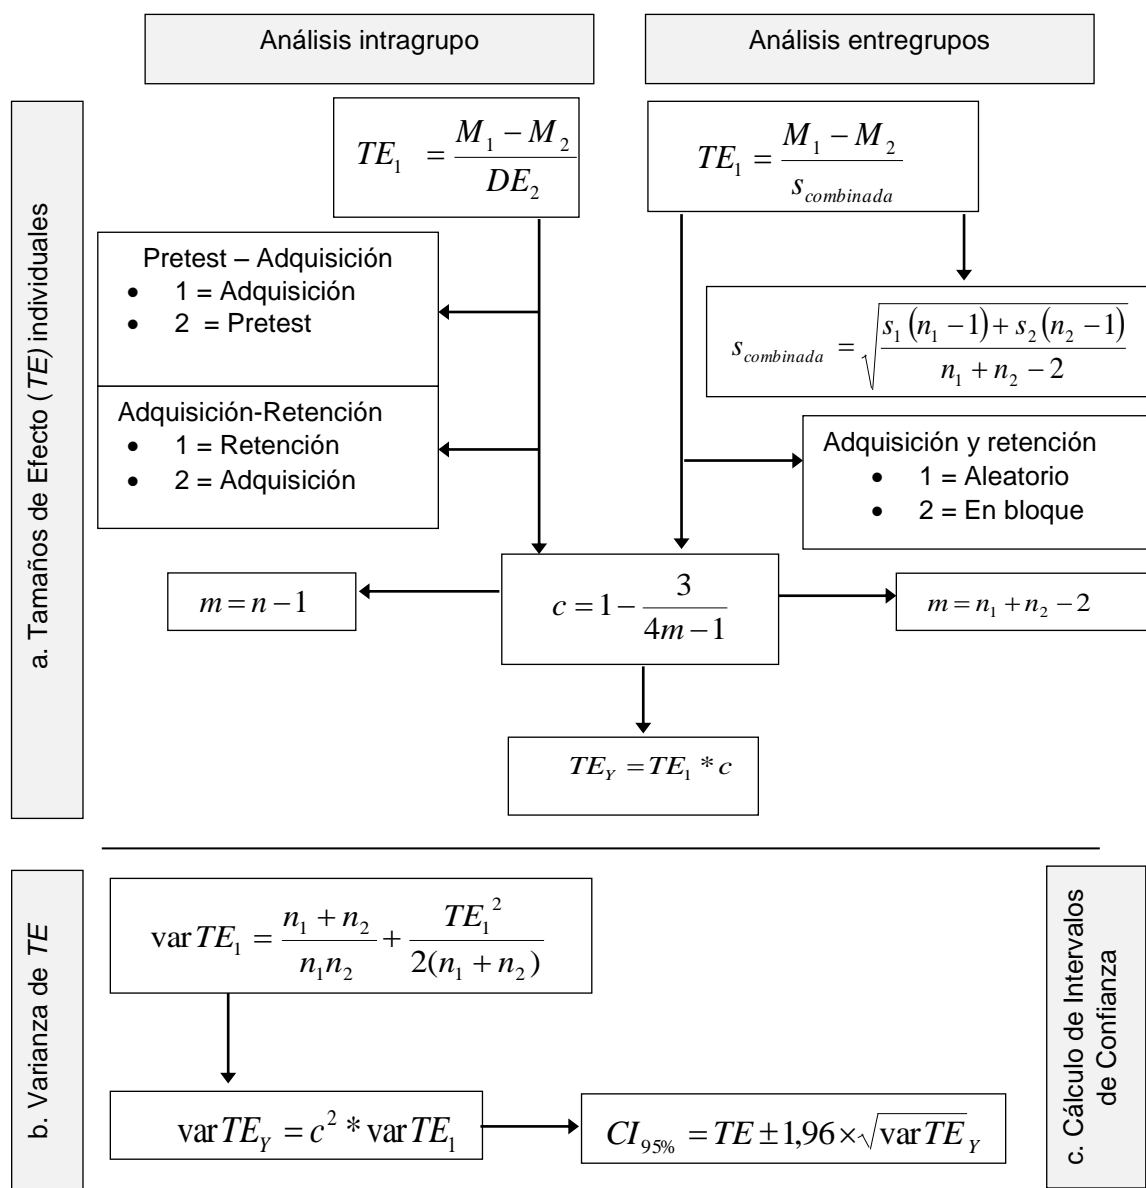 Análisis intragrupo
Análisis entregrupos
a. Tamaños de Efecto (TE) individuales
TE₁ = (M₁ − M₂) / DE₂
TE₁ = (M₁ − M₂) / s_combinada
Pretest – Adquisición
• 1 = Adquisición
• 2 = Pretest
s_combinada = √((s₁ (n₁ − 1) + s₂ (n₂ − 1)) / (n₁ + n₂ − 2))
Adquisición-Retención
• 1 = Retención
• 2 = Adquisición
Adquisición y retención
• 1 = Aleatorio
• 2 = En bloque
m = n − 1
c = 1 − 3 / (4m − 1)
m = n₁ + n₂ − 2
TE_Y = TE₁ * c
b. Varianza de TE
var TE₁ = (n₁ + n₂) / (n₁n₂) + TE₁² / (2(n₁ + n₂))
var TE_Y = c² * var TE₁
CI₉₅% = TE ± 1,96 × √(var TE)_Y
c. Cálculo de Intervalos
de Confianza